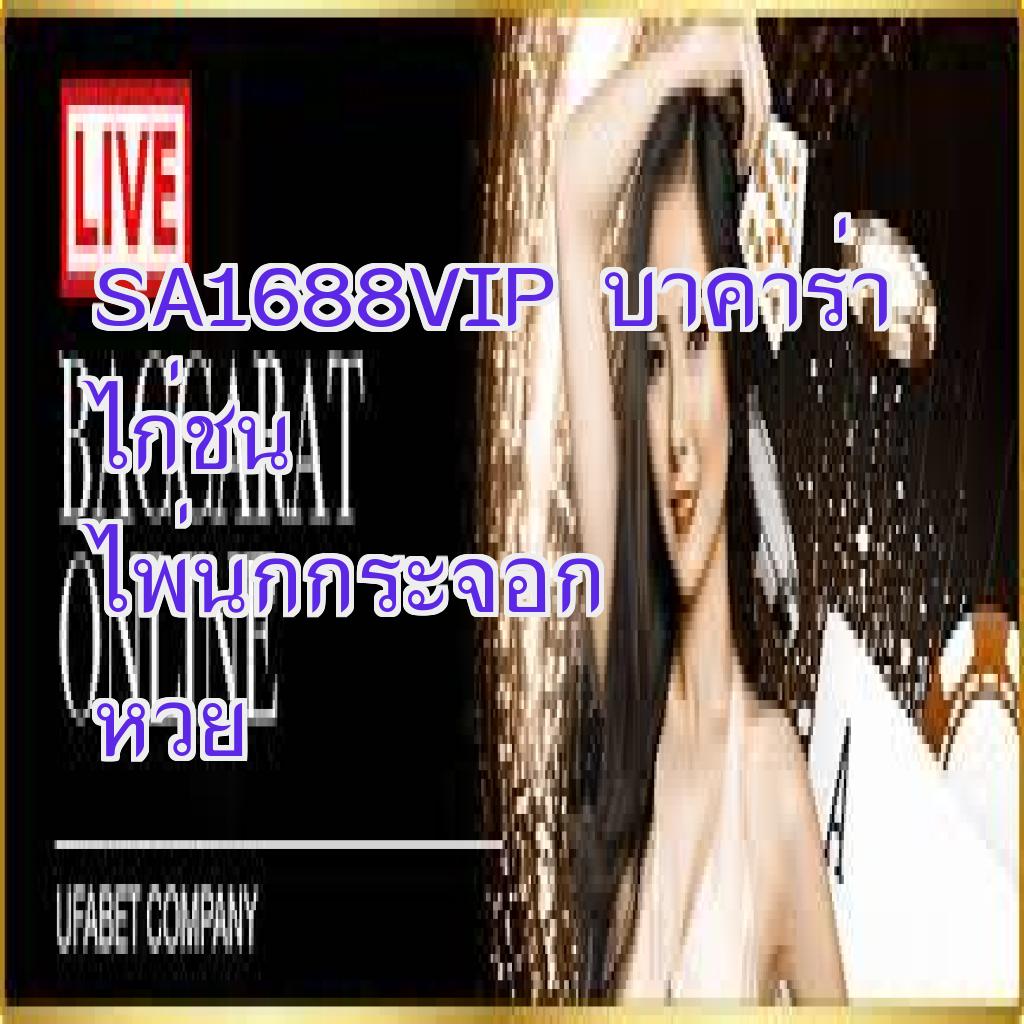 LIVE
SA1688VIP บาคาร่า
BACCARAT
ไก่ชน
ONLINE
ไพ่นกกระจอก
หวย
UFABET COMPANY
A